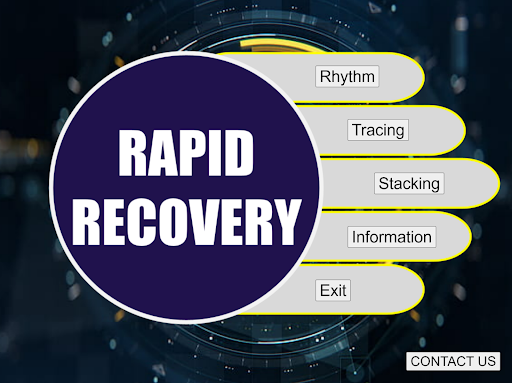 RAPID
RECOVERY
Rhythm
Tracing
Stacking
Information
Exit
CONTACT US